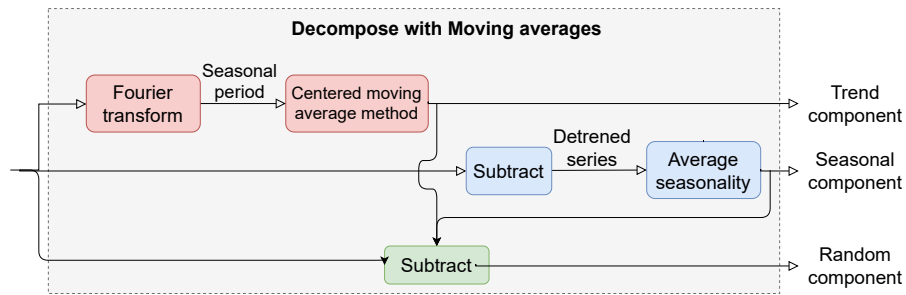 Decompose with Moving averages
Seasonal
period
Fourier
transform
Centered moving
average method
Trend
component
Detrened
series
Subtract
Average
seasonality
Seasonal
component
Subtract
Random
component